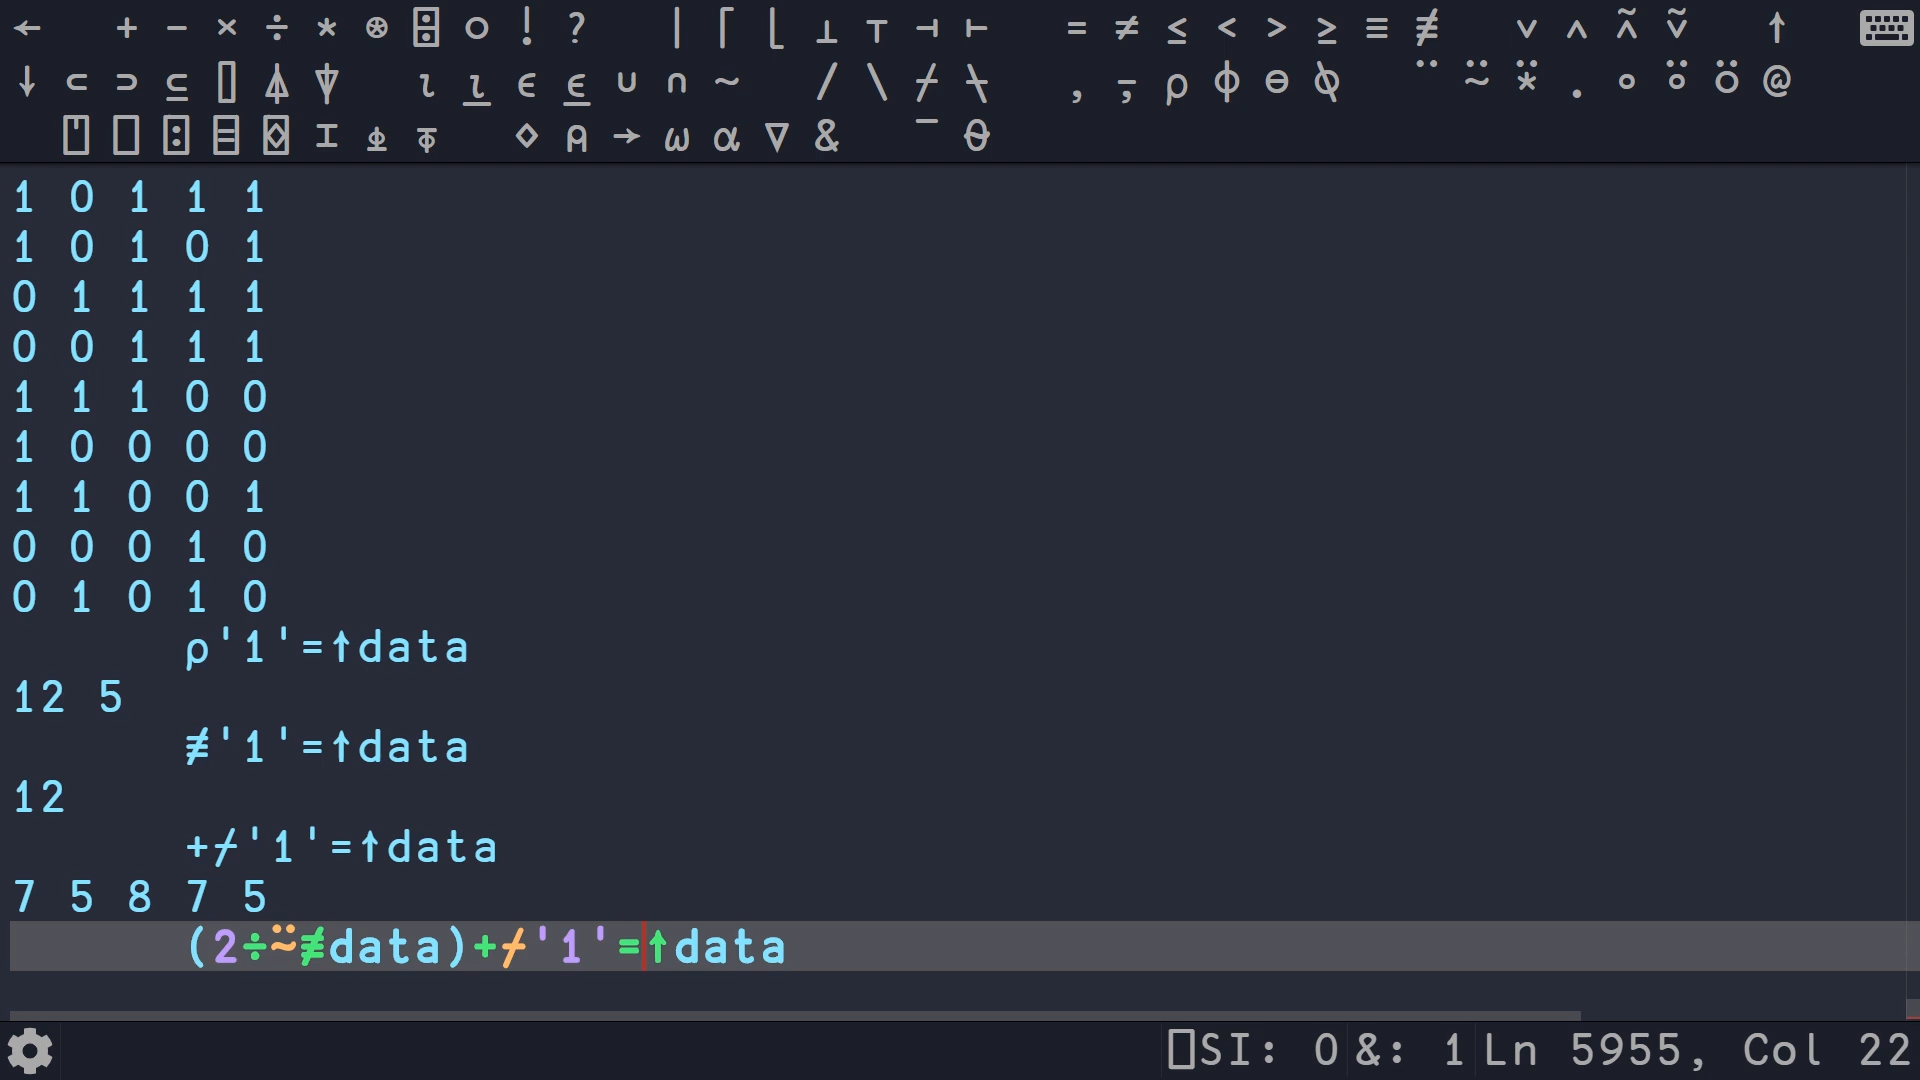 ← + − × ÷ * ⍟ ⌹ ○ ! ? | ⌈ ⌊ ⊥ ⊤ ⊣ ⊢ = ≠ ≤ < > ≥ ≡ ≢ ∨ ∧ ⍲ ⍱ ↑
↓ ⊂ ⊃ ⊆ ⌷ ⍋ ⍒ ⍳ ⍸ ∊ ⍷ ∪ ∩ ~ / \ ⌿ ⍀ , ⍪ ⍴ ⌽ ⊖ ⍉ ¨ ⍨ ⍣ . ∘ ⍤ ⍥ @
⍞ ⎕ ⍠ ⌸ ⌺ ⌶ ⍎ ⍕ ⋄ ⍝ → ⍵ ⍺ ∇ & ¯ ⍬
1 0 1 1 1
1 0 1 0 1
0 1 1 1 1
0 0 1 1 1
1 1 1 0 0
1 0 0 0 0
1 1 0 0 1
0 0 0 1 0
0 1 0 1 0
⍴'1'=↑data
12 5
≢'1'=↑data
12
+⌿'1'=↑data
7 5 8 7 5
(2÷⍨≢data)+⌿'1'=↑data
⎕SI: 0 &: 1 Ln 5955, Col 22